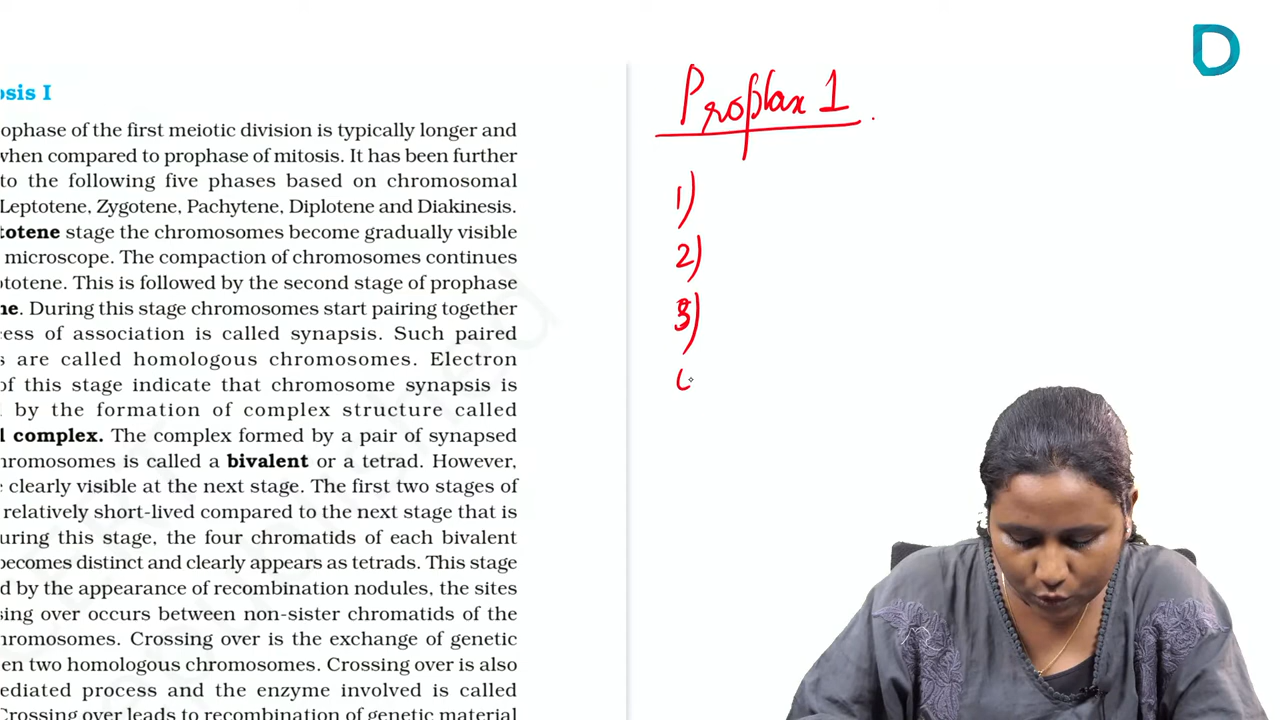 D
osis I
ophase of the first meiotic division is typically longer and
when compared to prophase of mitosis. It has been further
to the following five phases based on chromosomal
Leptotene, Zygotene, Pachytene, Diplotene and Diakinesis.
totene stage the chromosomes become gradually visible
microscope. The compaction of chromosomes continues
ptotene. This is followed by the second stage of prophase
ne. During this stage chromosomes start pairing together
cess of association is called synapsis. Such paired
s are called homologous chromosomes. Electron
of this stage indicate that chromosome synapsis is
l by the formation of complex structure called
l complex. The complex formed by a pair of synapsed
hromosomes is called a bivalent or a tetrad. However,
e clearly visible at the next stage. The first two stages of
relatively short-lived compared to the next stage that is
uring this stage, the four chromatids of each bivalent
becomes distinct and clearly appears as tetrads. This stage
d by the appearance of recombination nodules, the sites
sing over occurs between non-sister chromatids of the
hromosomes. Crossing over is the exchange of genetic
en two homologous chromosomes. Crossing over is also
ediated process and the enzyme involved is called
Crossing over leads to recombination of genetic material
1)
2)
3)